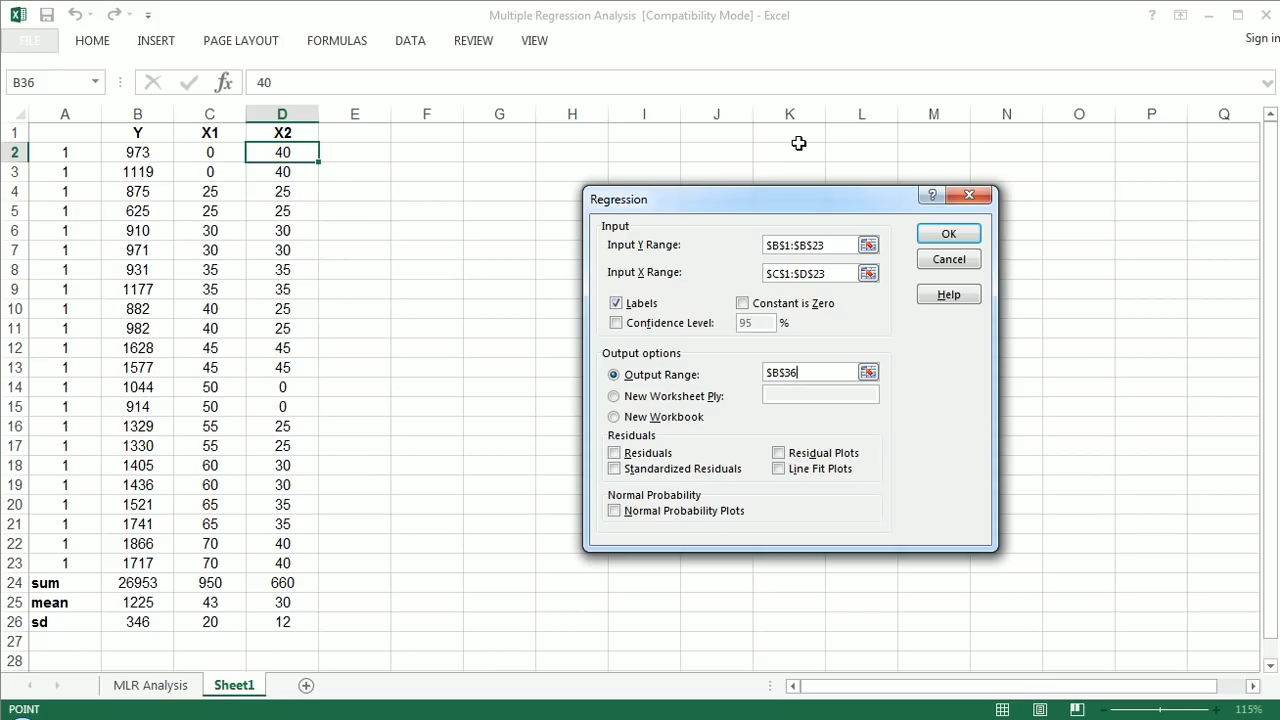 Multiple Regression Analysis [Compatibility Mode] - Excel
Sign in
FILE HOME INSERT PAGE LAYOUT FORMULAS DATA REVIEW VIEW
B36 fx 40
A B C D E F G H I J K L M N O P Q
1 Y X1 X2
2 1 973 0 40
3 1 1119 0 40
4 1 875 25 25
5 1 625 25 25
6 1 910 30 30
7 1 971 30 30
8 1 931 35 35
9 1 1177 35 35
10 1 882 40 25
11 1 982 40 25
12 1 1628 45 45
13 1 1577 45 45
14 1 1044 50 0
15 1 914 50 0
16 1 1329 55 25
17 1 1330 55 25
18 1 1405 60 30
19 1 1436 60 30
20 1 1521 65 35
21 1 1741 65 35
22 1 1866 70 40
23 1 1717 70 40
24 sum 26953 950 660
25 mean 1225 43 30
26 sd 346 20 12
27
28
Regression
Input
Input Y Range: $B$1:$B$23
Input X Range: $C$1:$D$23
Labels Constant is Zero
Confidence Level: 95 %
Output options
Output Range: $B$36
New Worksheet Ply:
New Workbook
Residuals
Residuals Residual Plots
Standardized Residuals Line Fit Plots
Normal Probability
Normal Probability Plots
OK
Cancel
Help
MLR Analysis Sheet1
POINT 115%